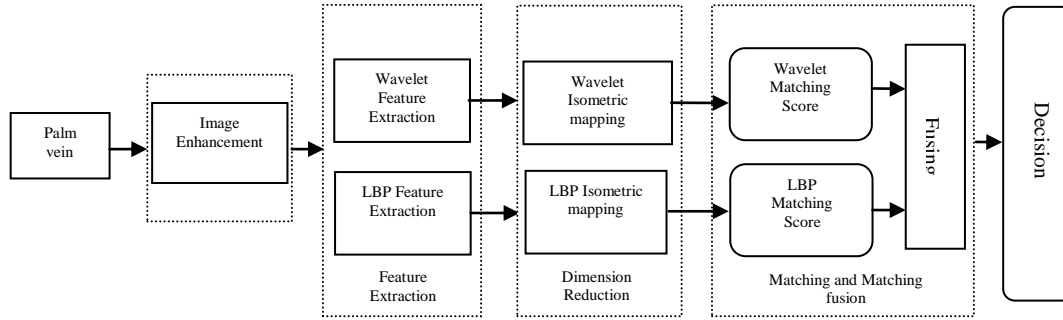 Palm
vein
Image
Enhancement
Wavelet
Feature
Extraction
LBP Feature
Extraction
Feature
Extraction
Wavelet
Isometric
mapping
LBP Isometric
mapping
Dimension
Reduction
Wavelet
Matching
Score
LBP
Matching
Score
Fusing
Matching and Matching
fusion
Decision